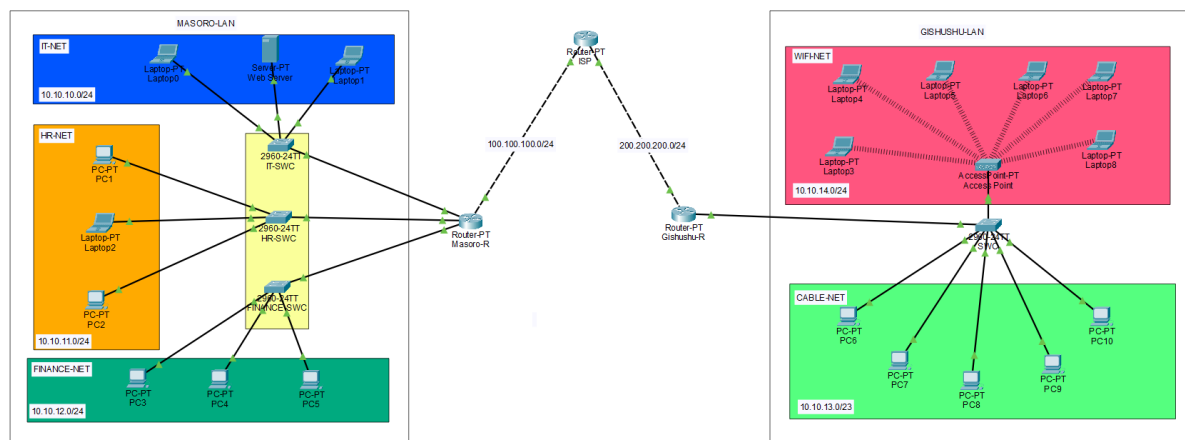 MASORO-LAN
IT-NET
Laptop-PT
Laptop0
Server-PT
Web Server
Laptop-PT
Laptop1
10.10.10.0/24
HR-NET
PC-PT
PC1
Laptop-PT
Laptop2
PC-PT
PC2
10.10.11.0/24
2960-24TT
IT-SWC
2960-24TT
HR-SWC
2960-24TT
FINANCE-SWC
FINANCE-NET
PC-PT
PC3
PC-PT
PC4
PC-PT
PC5
10.10.12.0/24
Router-PT
Masoro-R
100.100.100.0/24
Router-PT
ISP
200.200.200.0/24
Router-PT
Gishushu-R
GISHUSHU-LAN
WIFI-NET
Laptop-PT
Laptop4
Laptop-PT
Laptop5
Laptop-PT
Laptop6
Laptop-PT
Laptop7
Laptop-PT
Laptop3
Laptop-PT
Laptop8
AccessPoint-PT
Access Point
10.10.14.0/24
2960-24TT
SWC
CABLE-NET
PC-PT
PC6
PC-PT
PC7
PC-PT
PC8
PC-PT
PC9
PC-PT
PC10
10.10.13.0/23